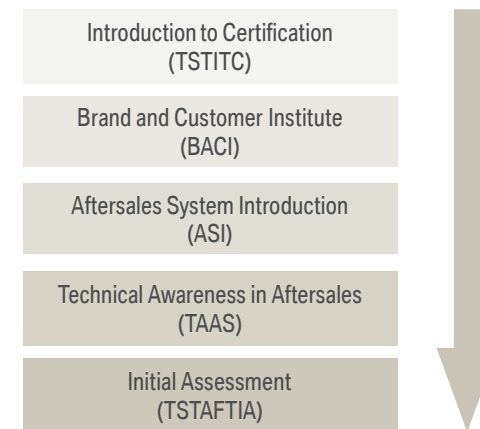 Introduction to Certification
(TSTITC)
Brand and Customer Institute
(BACI)
Aftersales System Introduction
(ASI)
Technical Awareness in Aftersales
(TAAS)
Initial Assessment
(TSTAFTIA)